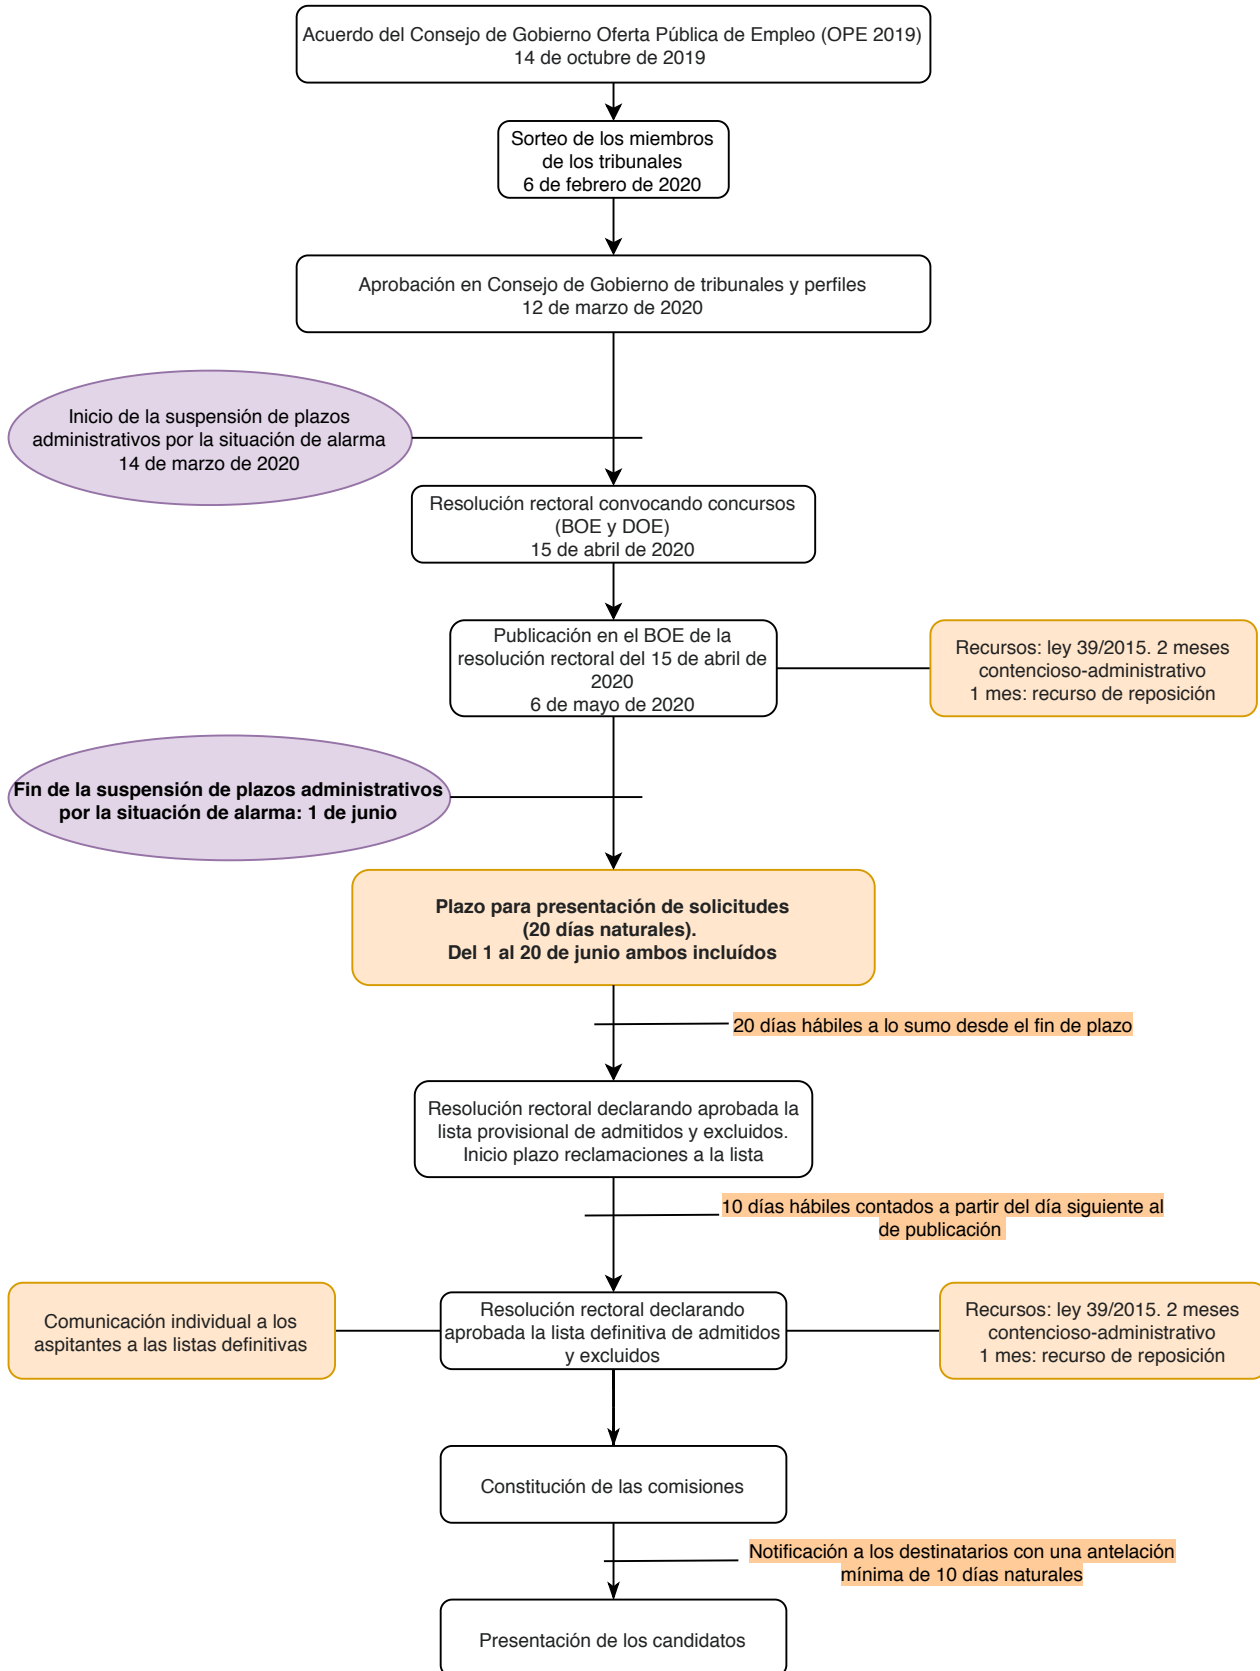 Acuerdo del Consejo de Gobierno Oferta Pública de Empleo (OPE 2019)
14 de octubre de 2019
Sorteo de los miembros
de los tribunales
6 de febrero de 2020
Aprobación en Consejo de Gobierno de tribunales y perfiles
12 de marzo de 2020
Inicio de la suspensión de plazos
administrativos por la situación de alarma
14 de marzo de 2020
Resolución rectoral convocando concursos
(BOE y DOE)
15 de abril de 2020
Publicación en el BOE de la
resolución rectoral del 15 de abril de
2020
6 de mayo de 2020
Recursos: ley 39/2015. 2 meses
contencioso-administrativo
1 mes: recurso de reposición
Fin de la suspensión de plazos administrativos
por la situación de alarma: 1 de junio
Plazo para presentación de solicitudes
(20 días naturales).
Del 1 al 20 de junio ambos incluídos
20 días hábiles a lo sumo desde el fin de plazo
Resolución rectoral declarando aprobada la
lista provisional de admitidos y excluidos.
Inicio plazo reclamaciones a la lista
10 días hábiles contados a partir del día siguiente al
de publicación
Comunicación individual a los
aspitantes a las listas definitivas
Resolución rectoral declarando
aprobada la lista definitiva de admitidos
y excluidos
Recursos: ley 39/2015. 2 meses
contencioso-administrativo
1 mes: recurso de reposición
Constitución de las comisiones
Notificación a los destinatarios con una antelación
mínima de 10 días naturales
Presentación de los candidatos